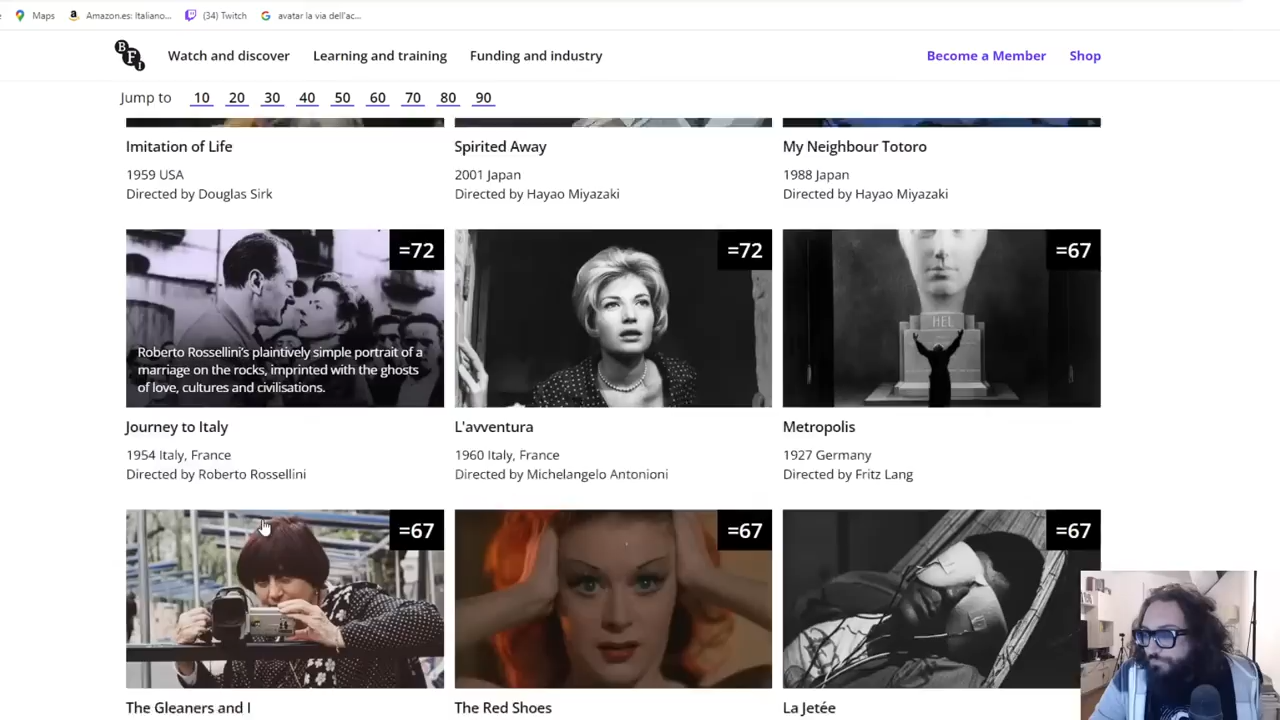 Maps
Amazon.es: Italiano...
(34) Twitch
avatar la via dell'ac...
BFI
Watch and discover
Learning and training
Funding and industry
Become a Member
Shop
Jump to
10
20
30
40
50
60
70
80
90
Imitation of Life
1959 USA
Directed by Douglas Sirk
Spirited Away
2001 Japan
Directed by Hayao Miyazaki
My Neighbour Totoro
1988 Japan
Directed by Hayao Miyazaki
=72
Roberto Rossellini's plaintively simple portrait of a
marriage on the rocks, imprinted with the ghosts
of love, cultures and civilisations.
Journey to Italy
1954 Italy, France
Directed by Roberto Rossellini
=72
L'avventura
1960 Italy, France
Directed by Michelangelo Antonioni
=67
HEL
Metropolis
1927 Germany
Directed by Fritz Lang
=67
The Gleaners and I
=67
The Red Shoes
=67
La Jetée